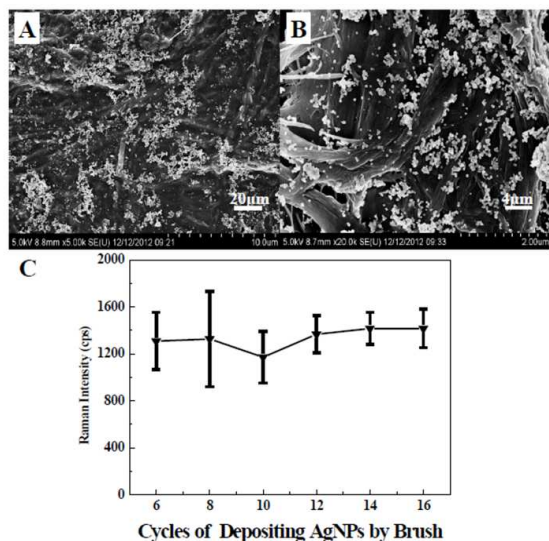 A
B
20μm
4μm
5.0kV 8.8mm x5.00k SE(U) 12/12/2012 09:21 10.0um
5.0kV 8.7mm x20.0k SE(U) 12/12/2012 09:33 2.00um
C
2000
1600
1200
800
400
0
Raman Intensity (cps)
6 8 10 12 14 16
Cycles of Depositing AgNPs by Brush